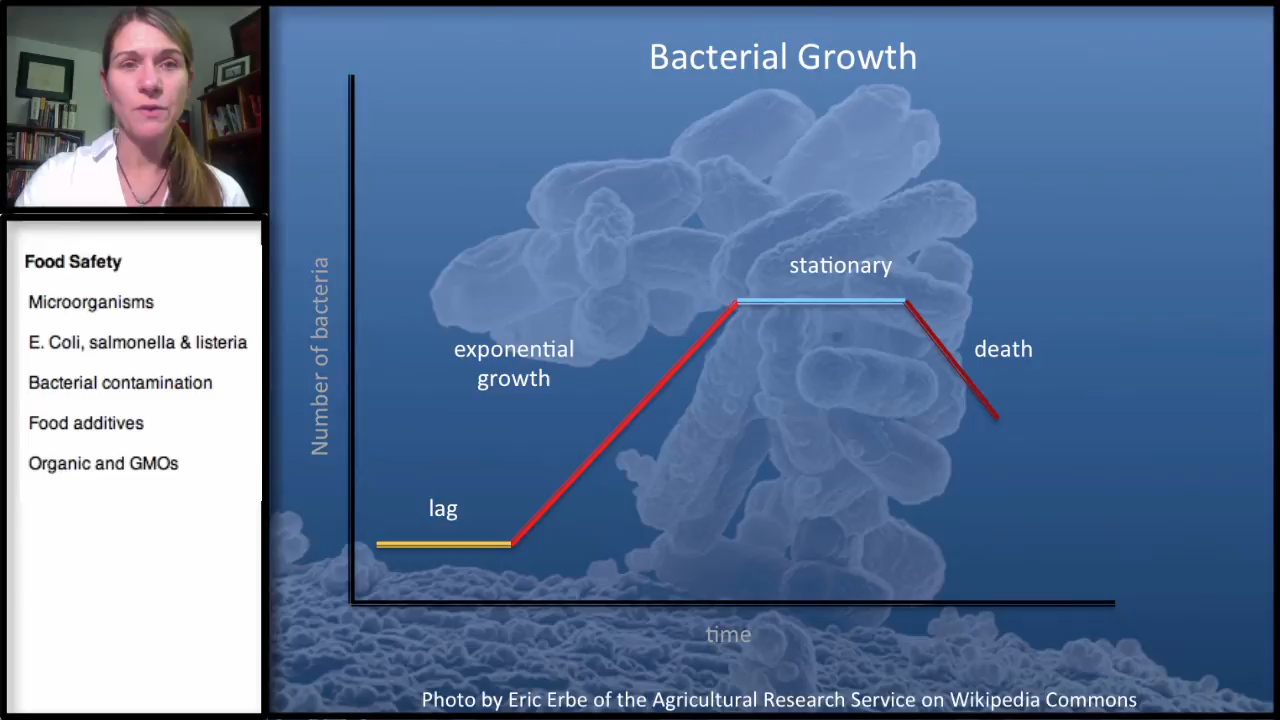 Food Safety
Microorganisms
E. Coli, salmonella & listeria
Bacterial contamination
Food additives
Organic and GMOs
Bacterial Growth
Number of bacteria
stationary
exponential
growth
death
lag
time
Photo by Eric Erbe of the Agricultural Research Service on Wikipedia Commons